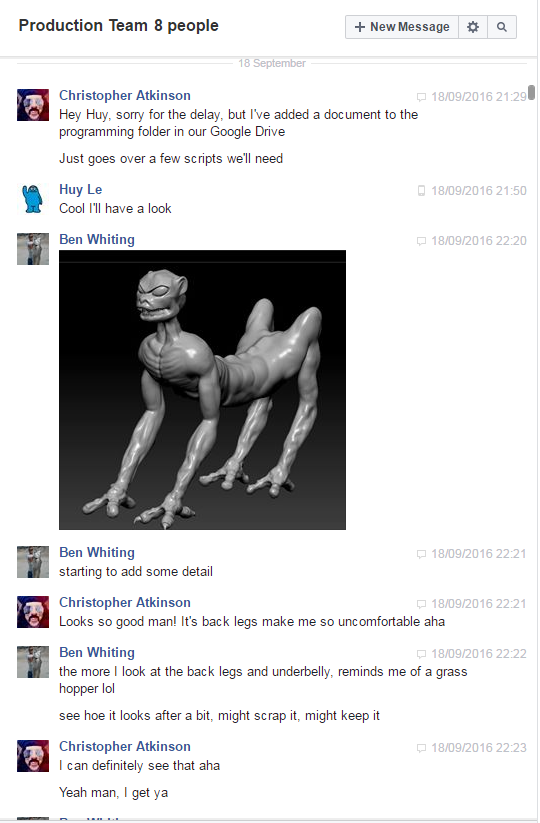 Production Team 8 people
New Message
18 September
Christopher Atkinson
18/09/2016 21:29
Hey Huy, sorry for the delay, but I've added a document to the
programming folder in our Google Drive
Just goes over a few scripts we'll need
Huy Le
18/09/2016 21:50
Cool I'll have a look
Ben Whiting
18/09/2016 22:20
Ben Whiting
18/09/2016 22:21
starting to add some detail
Christopher Atkinson
18/09/2016 22:21
Looks so good man! It's back legs make me so uncomfortable aha
Ben Whiting
18/09/2016 22:22
the more I look at the back legs and underbelly, reminds me of a grass
hopper lol
see hoe it looks after a bit, might scrap it, might keep it
Christopher Atkinson
18/09/2016 22:23
I can definitely see that aha
Yeah man, I get ya